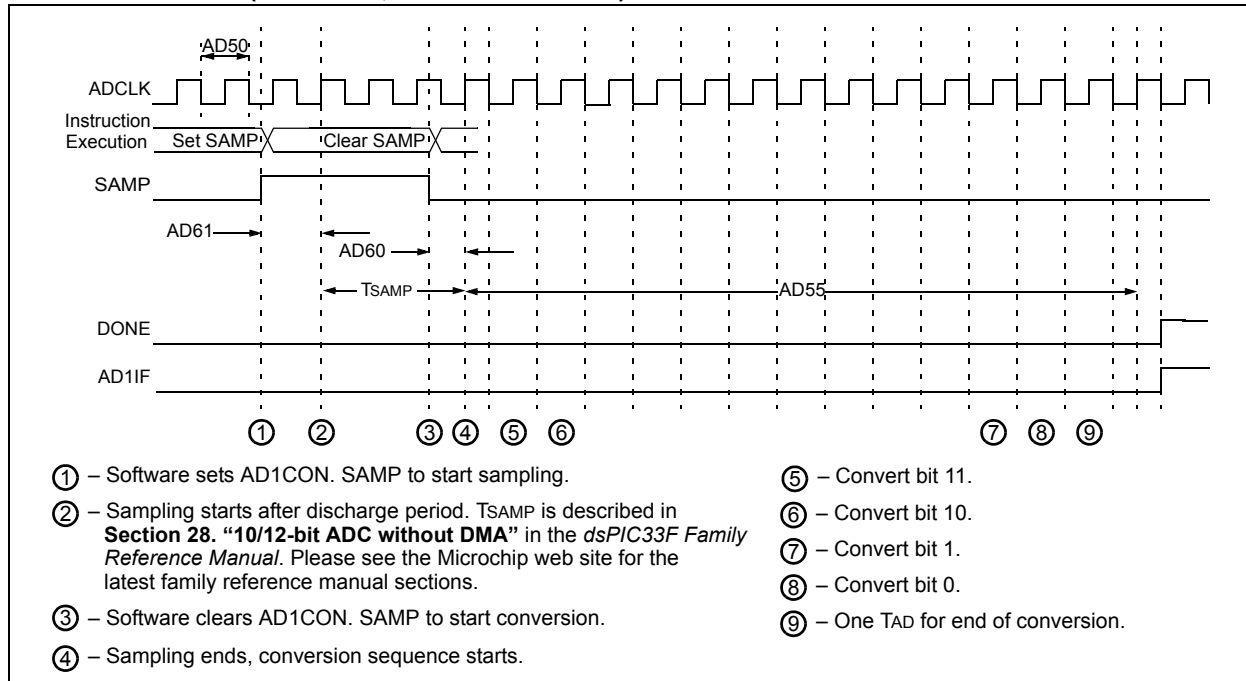 AD50
ADCLK
Instruction
Execution
Set SAMP
Clear SAMP
SAMP
AD61
AD60
TSAMP
AD55
DONE
AD1IF
① ② ③ ④ ⑤ ⑥ ⑦ ⑧ ⑨
① – Software sets AD1CON. SAMP to start sampling.
② – Sampling starts after discharge period. TSAMP is described in
Section 28. “10/12-bit ADC without DMA” in the dsPIC33F Family
Reference Manual. Please see the Microchip web site for the
latest family reference manual sections.
③ – Software clears AD1CON. SAMP to start conversion.
④ – Sampling ends, conversion sequence starts.
⑤ – Convert bit 11.
⑥ – Convert bit 10.
⑦ – Convert bit 1.
⑧ – Convert bit 0.
⑨ – One TAD for end of conversion.